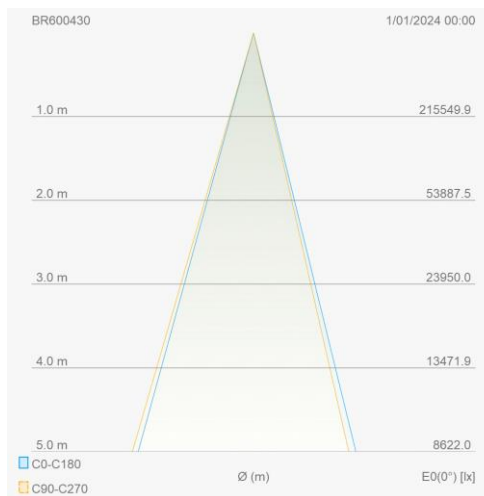 BR600430 1/01/2024 00:00
1.0 m 215549.9
2.0 m 53887.5
3.0 m 23950.0
4.0 m 13471.9
5.0 m 8622.0
C0-C180
Ø (m) E0(0°) [lx]
C90-C270